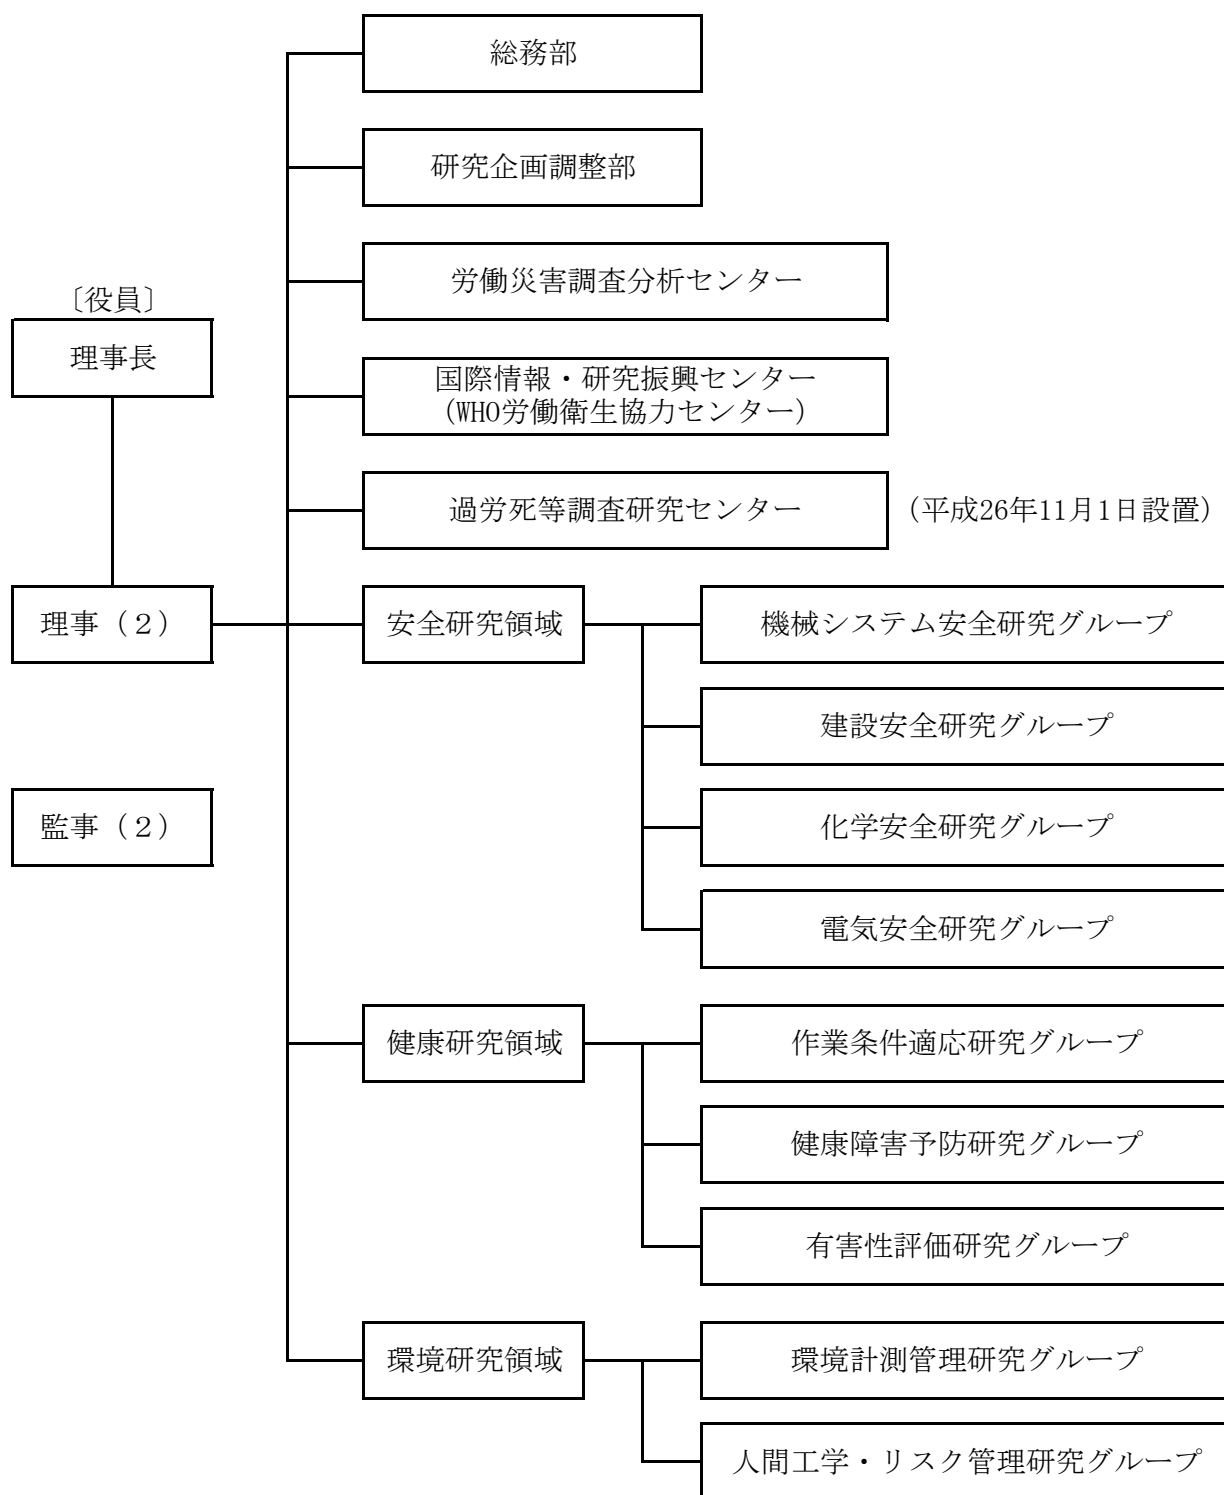 総務部
研究企画調整部
労働災害調査分析センター
〔役員〕
理事長
国際情報・研究振興センター
(WHO労働衛生協力センター)
過労死等調査研究センター
(平成26年11月1日設置)
理事（２）
安全研究領域
機械システム安全研究グループ
建設安全研究グループ
監事（２）
化学安全研究グループ
電気安全研究グループ
健康研究領域
作業条件適応研究グループ
健康障害予防研究グループ
有害性評価研究グループ
環境研究領域
環境計測管理研究グループ
人間工学・リスク管理研究グループ